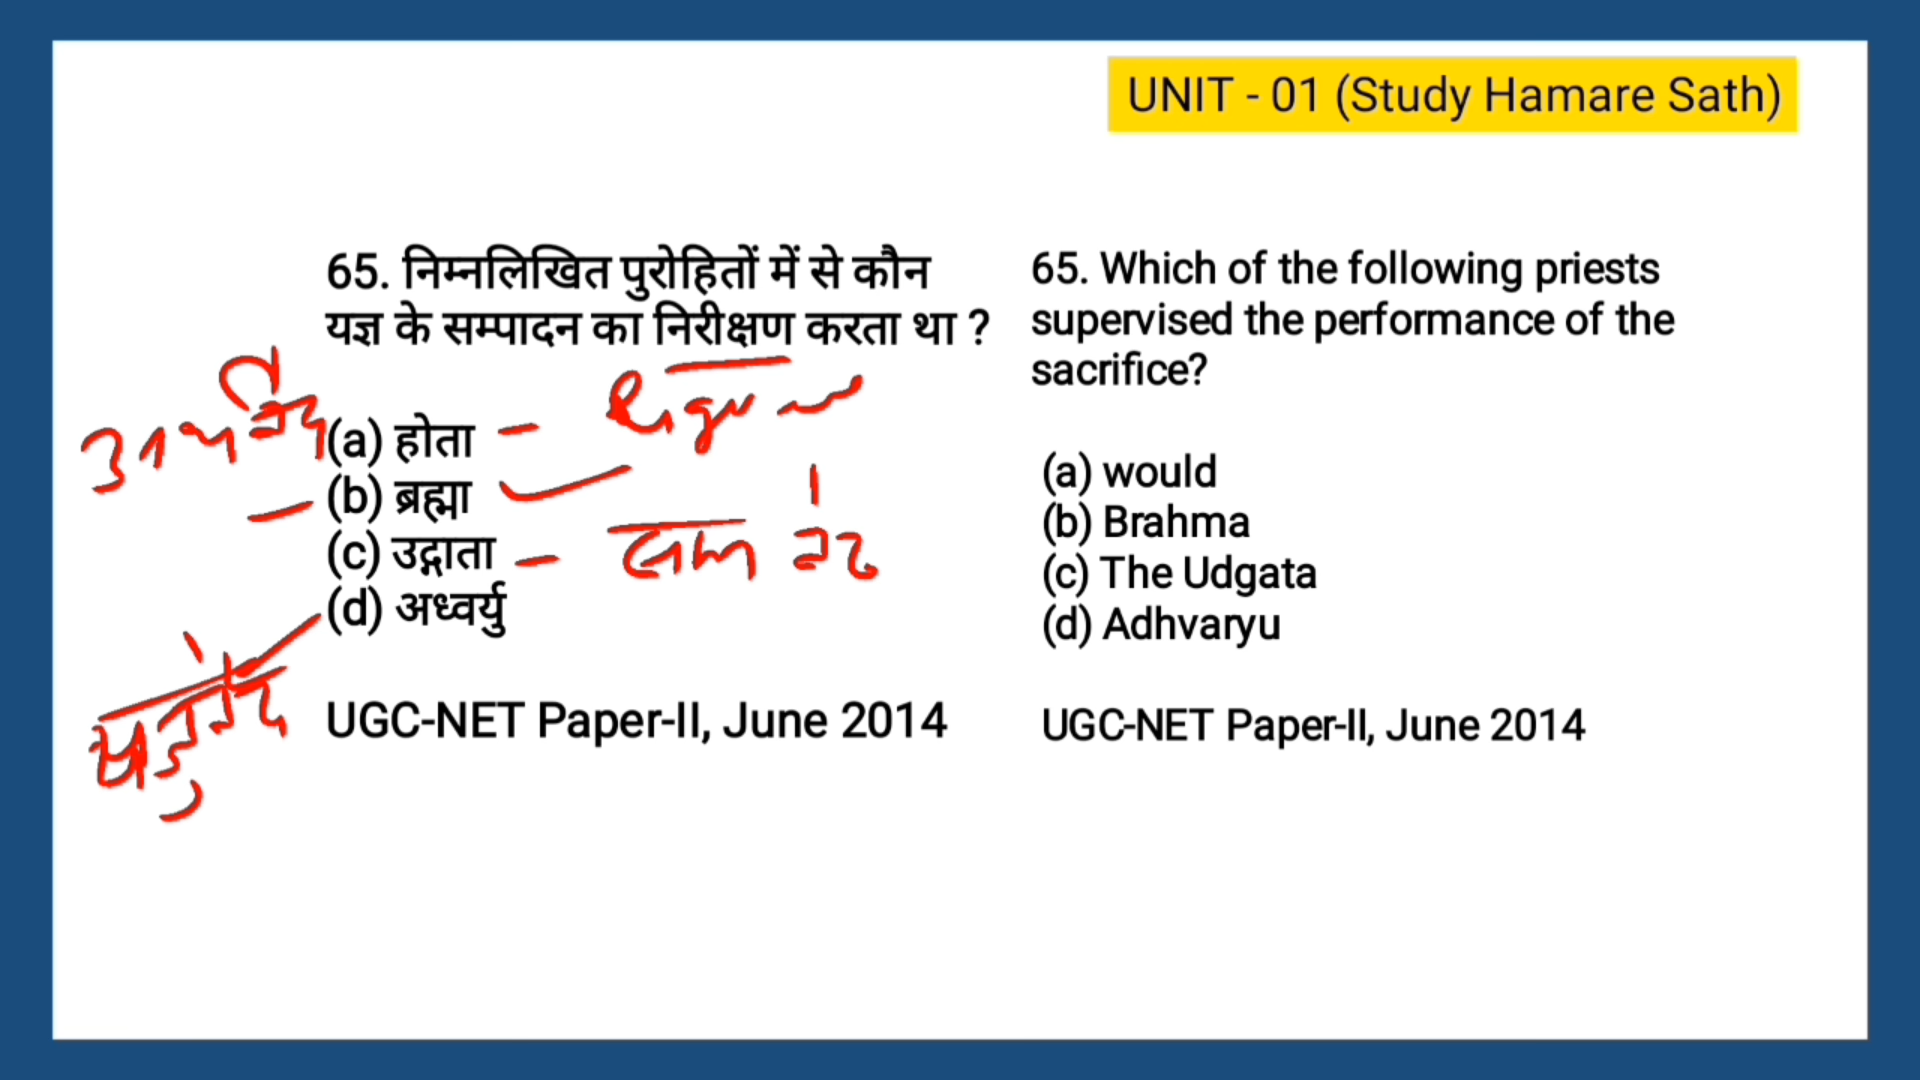 UNIT - 01 (Study Hamare Sath)
65. निम्नलिखित पुरोहितों में से कौन
यज्ञ के सम्पादन का निरीक्षण करता था ?
(a) होता -
- (b) ब्रह्मा
(c) उद्गाता - साम वेद
(d) अध्वर्यु
यजुर्वेद
UGC-NET Paper-II, June 2014
65. Which of the following priests
supervised the performance of the
sacrifice?
(a) would
(b) Brahma
(c) The Udgata
(d) Adhvaryu
UGC-NET Paper-II, June 2014